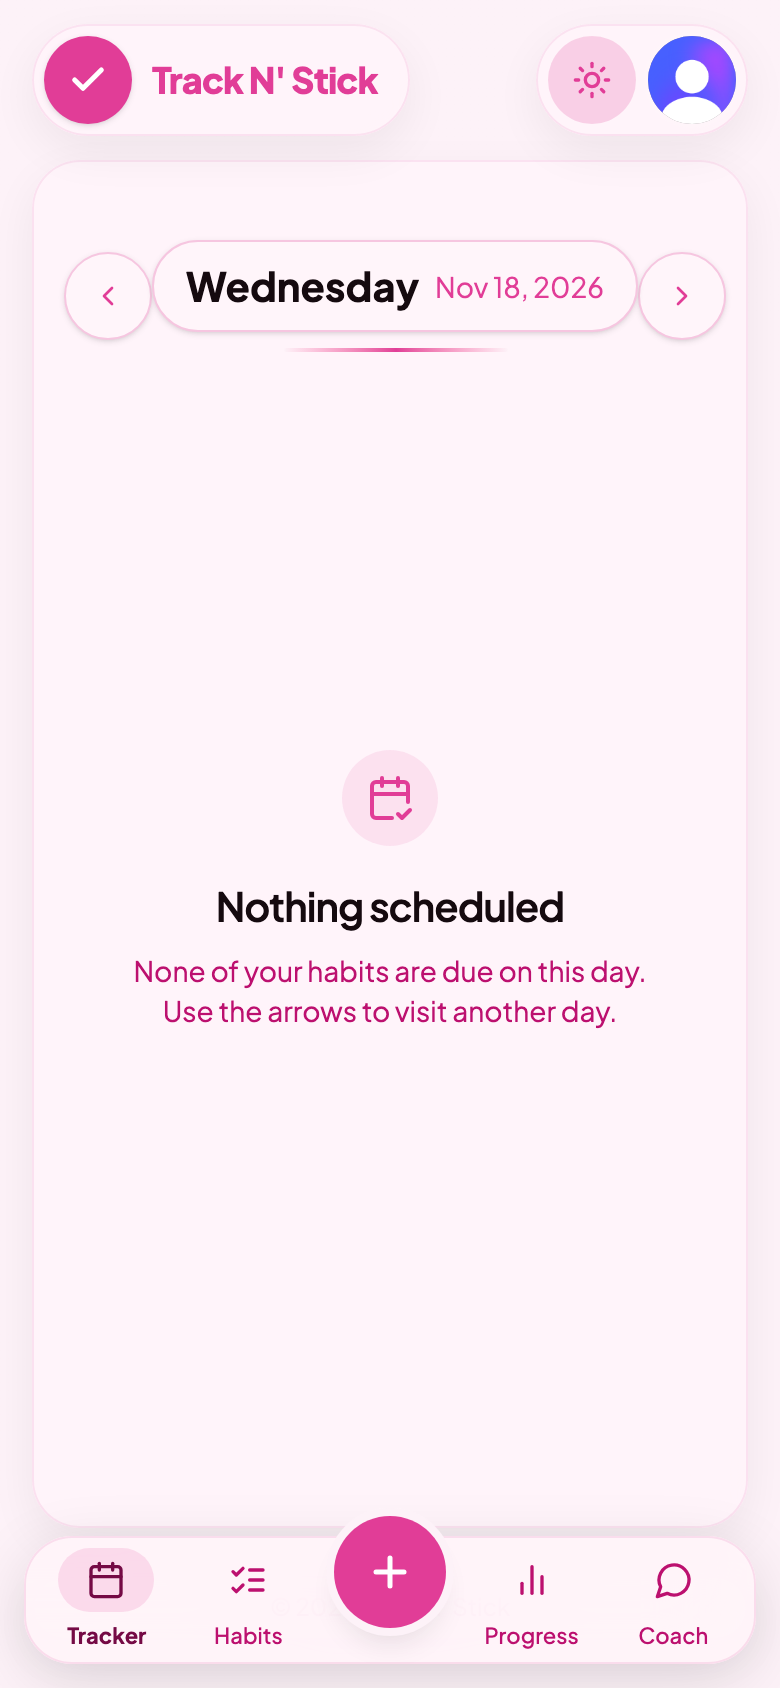 Track N' Stick
Wednesday Nov 18, 2026
Nothing scheduled
None of your habits are due on this day.
Use the arrows to visit another day.
Tracker
Habits
Progress
Coach